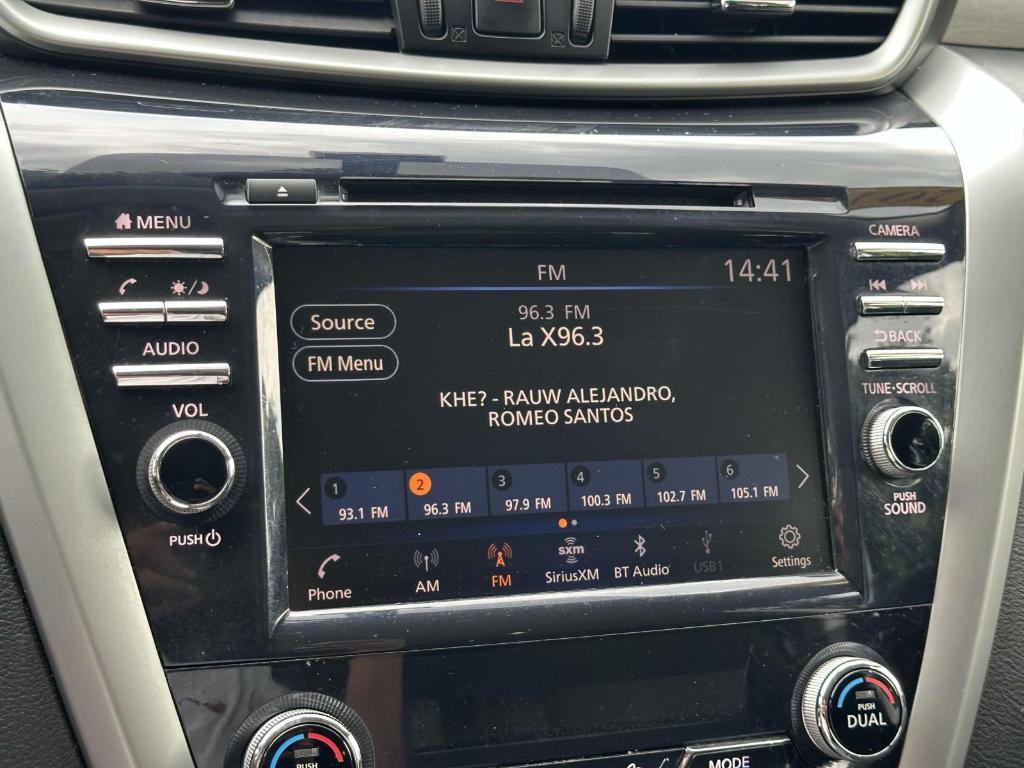 MENU
CAMERA
FM
14:41
96.3 FM
La X96.3
Source
FM Menu
BACK
AUDIO
VOL
PUSH
TUNE·SCROLL
PUSH
SOUND
KHE? - RAUW ALEJANDRO,
ROMEO SANTOS
1 2 3 4 5 6
93.1 FM 96.3 FM 97.9 FM 100.3 FM 102.7 FM 105.1 FM
sxm
Phone AM FM SiriusXM BT Audio USB1 Settings
PUSH
DUAL
PUSH
MODE